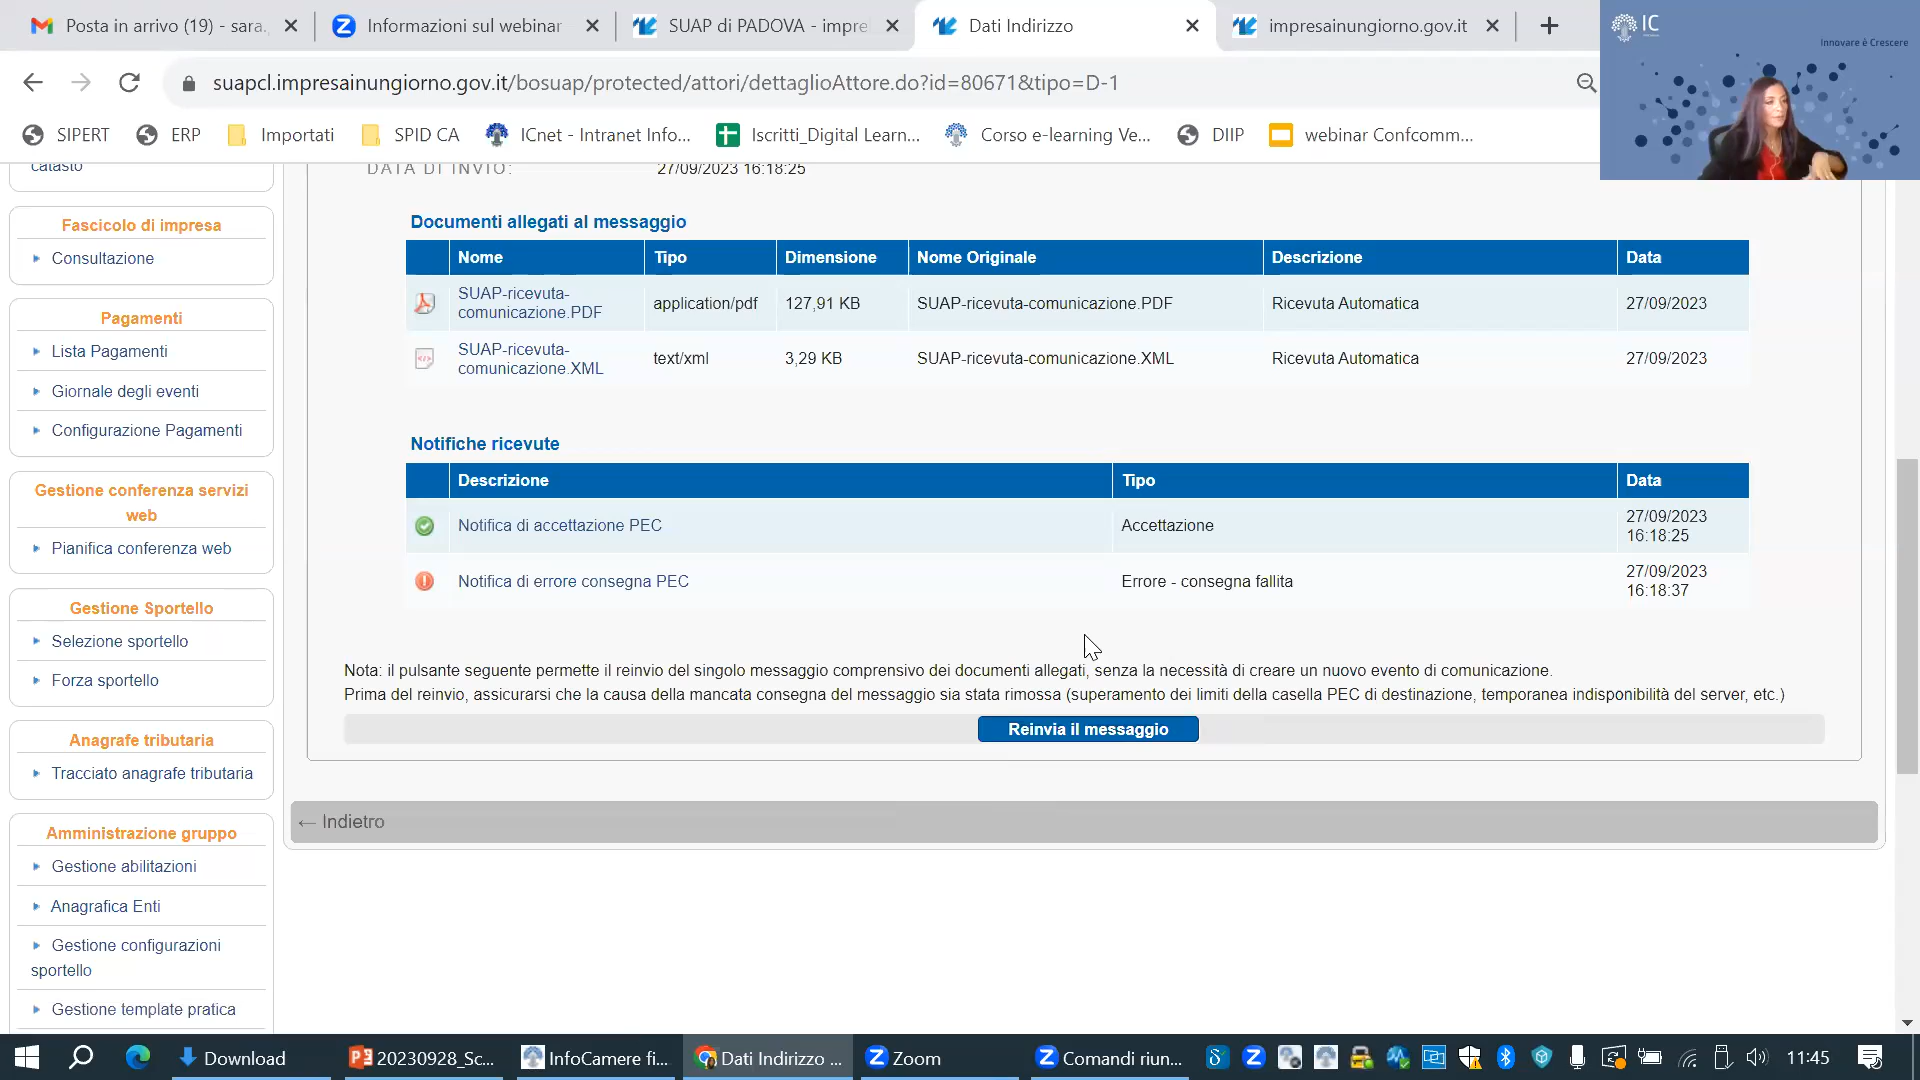 Posta in arrivo (19) - sara.
Informazioni sul webinar
SUAP di PADOVA - impre
Dati Indirizzo
impresainungiorno.gov.it
IC
Innovare è Crescere
suapcl.impresainungiorno.gov.it/bosuap/protected/attori/dettaglioAttore.do?id=80671&tipo=D-1
SIPERT
ERP
Importati
SPID CA
ICnet - Intranet Info...
Iscritti_Digital Learn...
Corso e-learning Ve...
DIIP
webinar Confcomm...
catasto
Fascicolo di impresa
Consultazione
Pagamenti
Lista Pagamenti
Giornale degli eventi
Configurazione Pagamenti
Gestione conferenza servizi
web
Pianifica conferenza web
Gestione Sportello
Selezione sportello
Forza sportello
Anagrafe tributaria
Tracciato anagrafe tributaria
Amministrazione gruppo
Gestione abilitazioni
Anagrafica Enti
Gestione configurazioni
sportello
Gestione template pratica
DATA DI INVIO: 27/09/2023 16:18:25
Documenti allegati al messaggio
Nome Tipo Dimensione Nome Originale Descrizione Data
SUAP-ricevuta-
comunicazione.PDF application/pdf 127,91 KB SUAP-ricevuta-comunicazione.PDF Ricevuta Automatica 27/09/2023
SUAP-ricevuta-
comunicazione.XML text/xml 3,29 KB SUAP-ricevuta-comunicazione.XML Ricevuta Automatica 27/09/2023
Notifiche ricevute
Descrizione Tipo Data
Notifica di accettazione PEC Accettazione 27/09/2023
16:18:25
Notifica di errore consegna PEC Errore - consegna fallita 27/09/2023
16:18:37
Nota: il pulsante seguente permette il reinvio del singolo messaggio comprensivo dei documenti allegati, senza la necessità di creare un nuovo evento di comunicazione.
Prima del reinvio, assicurarsi che la causa della mancata consegna del messaggio sia stata rimossa (superamento dei limiti della casella PEC di destinazione, temporanea indisponibilità del server, etc.)
Reinvia il messaggio
← Indietro
Download
20230928_Sc...
InfoCamere fi...
Dati Indirizzo ...
Zoom
Comandi riun...
11:45